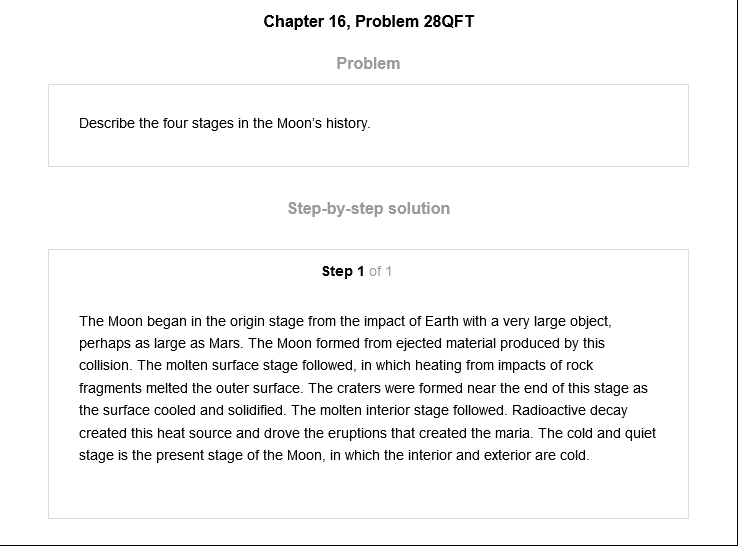 Chapter 16, Problem 28QFT
Problem
Describe the four stages in the Moon’s history.
Step-by-step solution
Step 1 of 1
The Moon began in the origin stage from the impact of Earth with a very large object,
perhaps as large as Mars. The Moon formed from ejected material produced by this
collision. The molten surface stage followed, in which heating from impacts of rock
fragments melted the outer surface. The craters were formed near the end of this stage as
the surface cooled and solidified. The molten interior stage followed. Radioactive decay
created this heat source and drove the eruptions that created the maria. The cold and quiet
stage is the present stage of the Moon, in which the interior and exterior are cold.